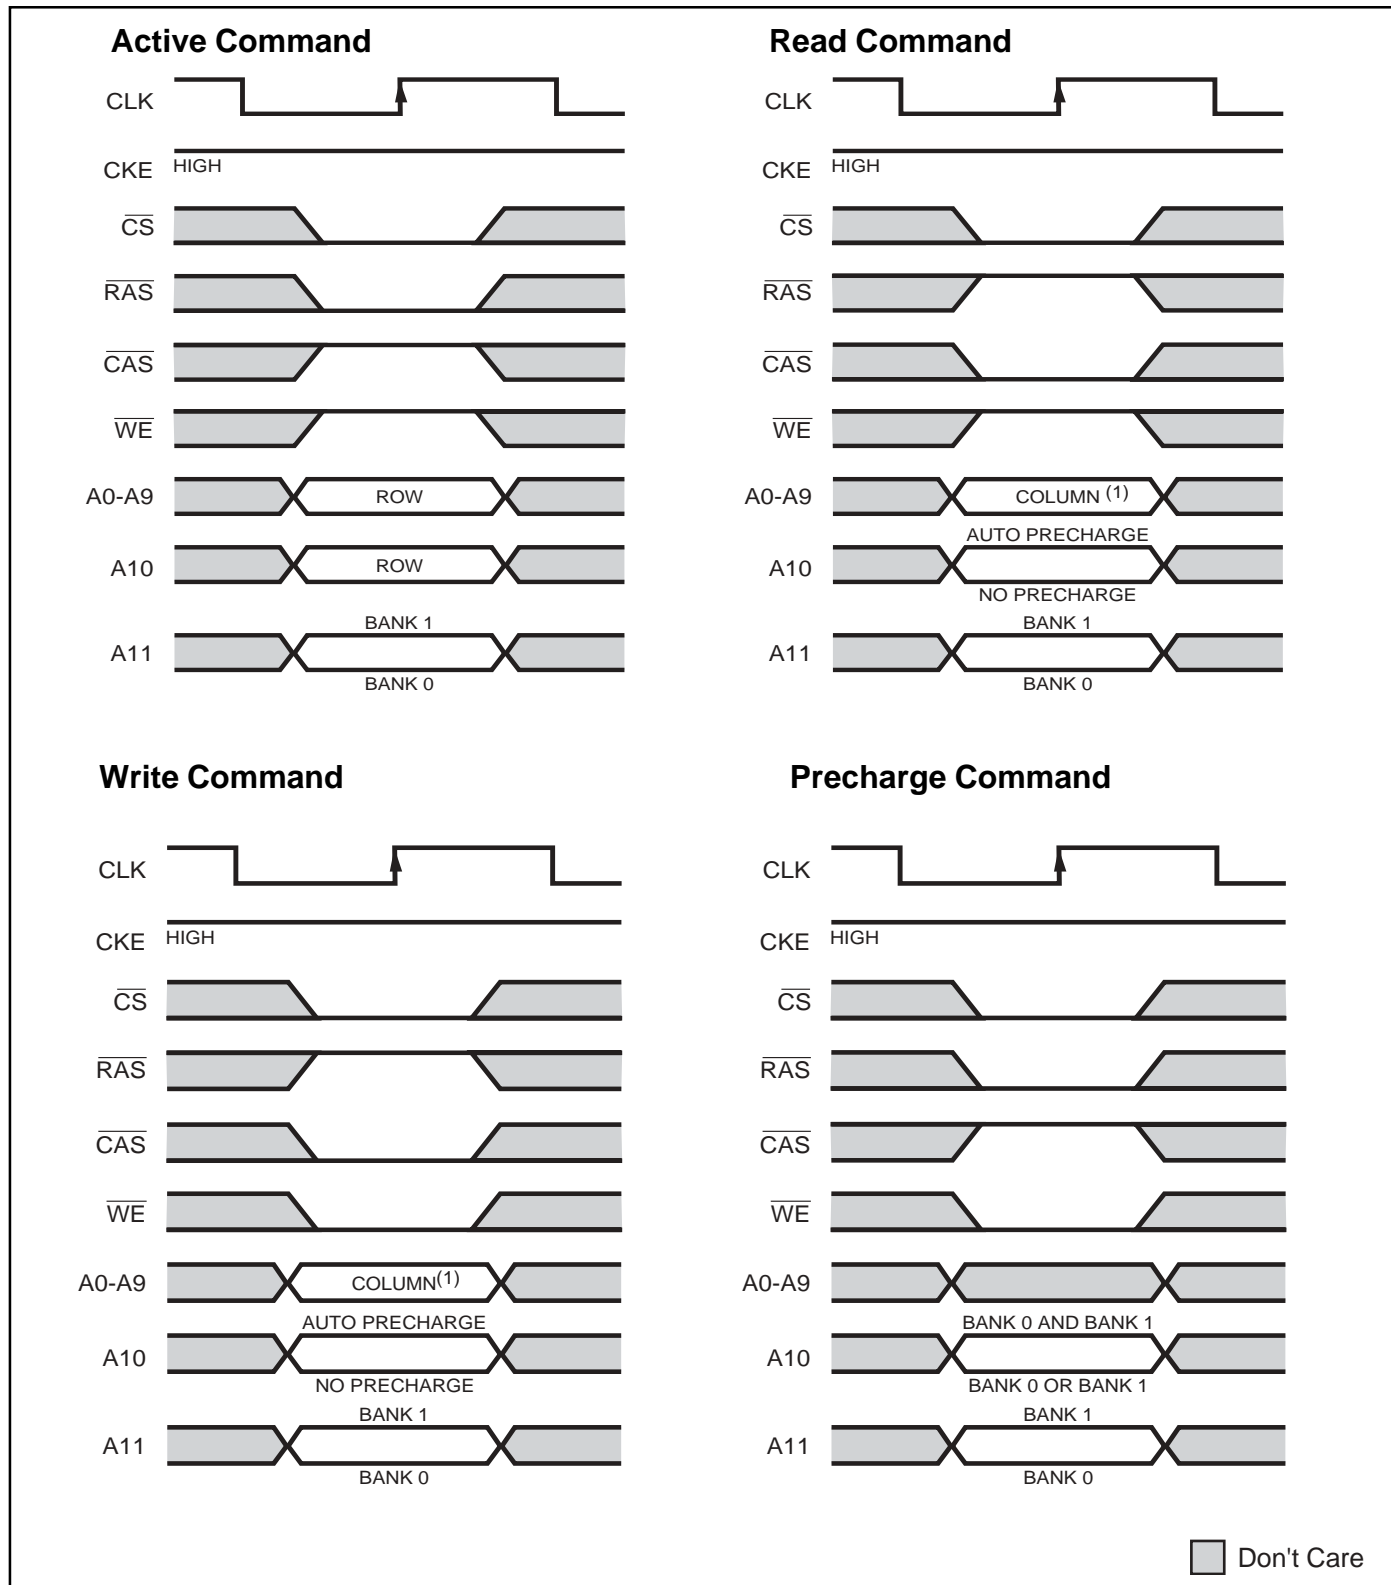 Active Command
CLK
CKE HIGH
CS
RAS
CAS
WE
A0-A9 ROW
A10 ROW
BANK 1
A11
BANK 0
Read Command
CLK
CKE HIGH
CS
RAS
CAS
WE
A0-A9 COLUMN (1)
AUTO PRECHARGE
A10
NO PRECHARGE
BANK 1
A11
BANK 0
Write Command
CLK
CKE HIGH
CS
RAS
CAS
WE
A0-A9 COLUMN(1)
AUTO PRECHARGE
A10
NO PRECHARGE
BANK 1
A11
BANK 0
Precharge Command
CLK
CKE HIGH
CS
RAS
CAS
WE
A0-A9
BANK 0 AND BANK 1
A10
BANK 0 OR BANK 1
BANK 1
A11
BANK 0
Don't Care